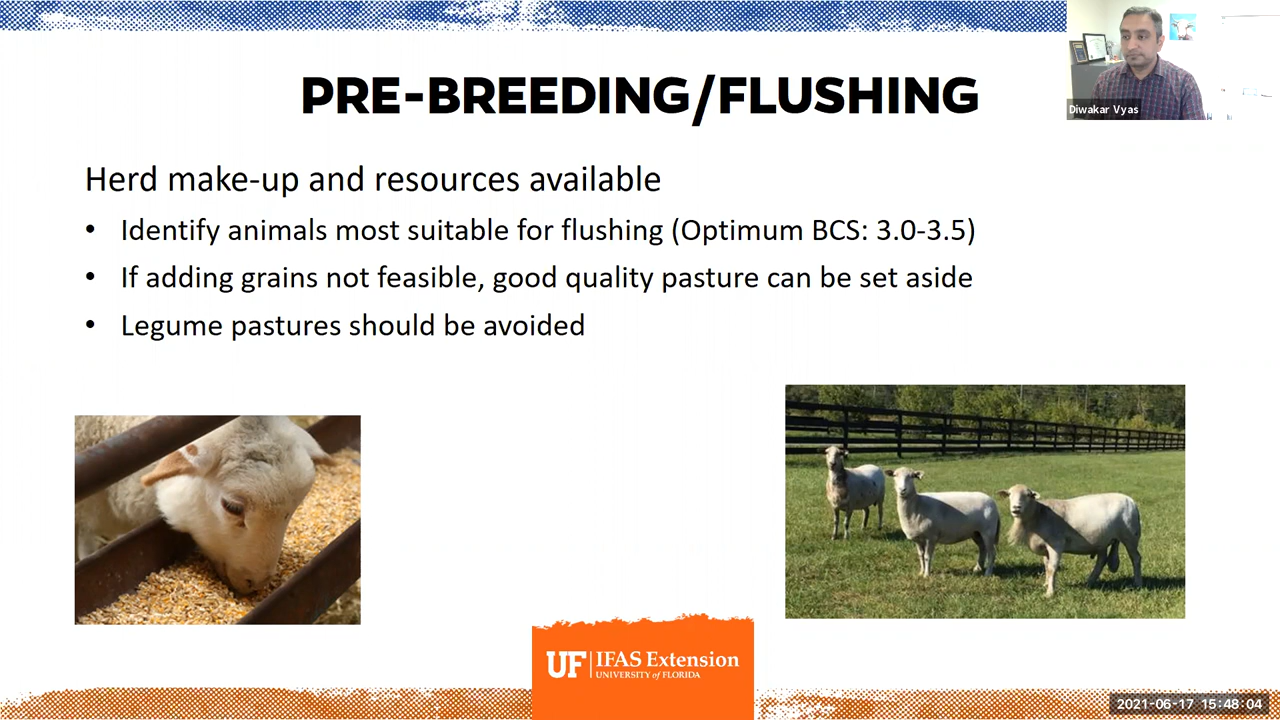 Diwakar Vyas
PRE-BREEDING/FLUSHING
Herd make-up and resources available
• Identify animals most suitable for flushing (Optimum BCS: 3.0-3.5)
• If adding grains not feasible, good quality pasture can be set aside
• Legume pastures should be avoided
UF IFAS Extension
UNIVERSITY of FLORIDA
2021-06-17 15:48:04